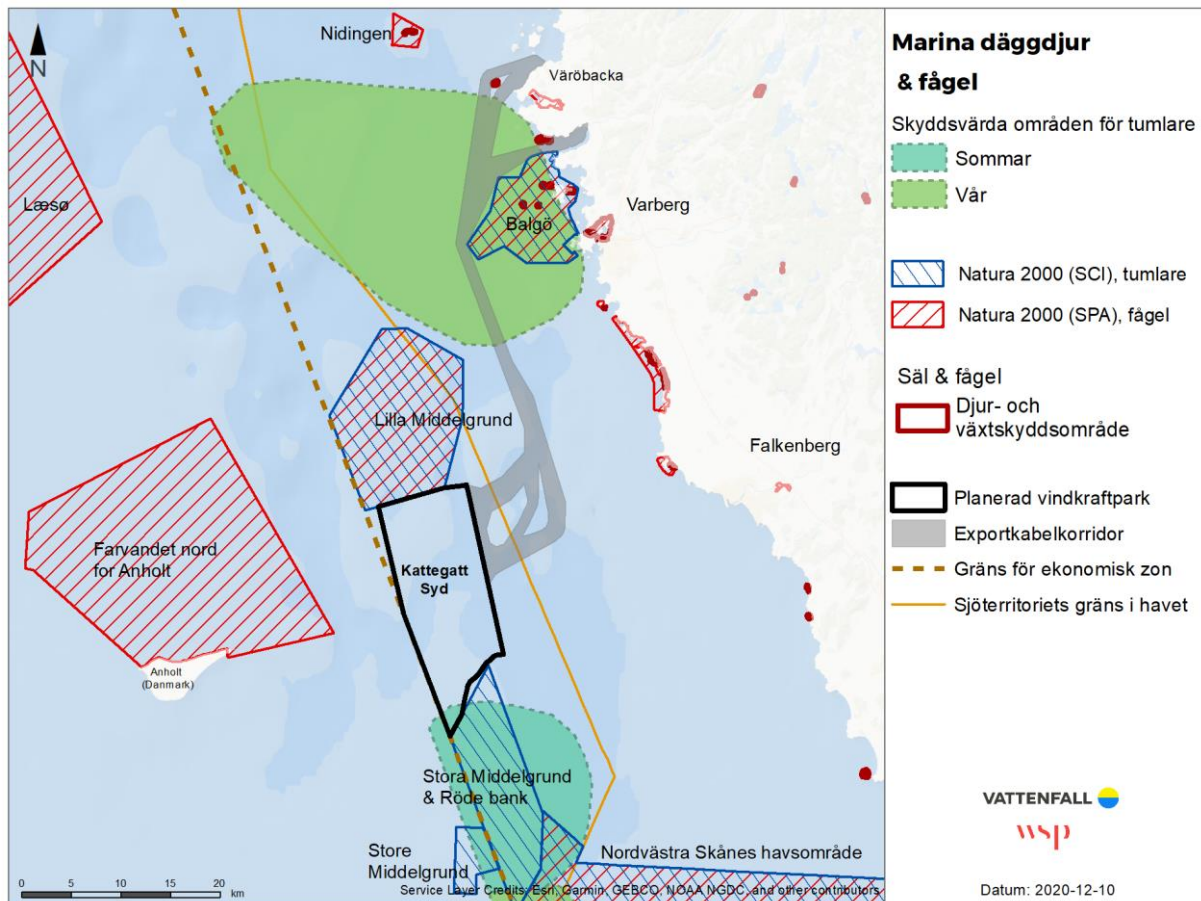 Nidingen
Väröbacka
N
Læsø
Balgö
Varberg
Lilla Middelgrund
Falkenberg
Farvandet nord
for Anholt
Kattegatt
Syd
Anholt
(Danmark)
Stora Middelgrund
& Röde bank
Store
Middelgrund
Nordvästra Skånes havsområde
0 5 10 20
km
Service Layer Credits: Esri, Garmin, GEBCO, NOAA NGDC, and other contributors
Marina däggdjur
& fågel
Skyddsvärda områden för tumlare
Sommar
Vår
Natura 2000 (SCI), tumlare
Natura 2000 (SPA), fågel
Säl & fågel
Djur- och
växtskyddsområde
Planerad vindkraftpark
Exportkabelkorridor
Gräns för ekonomisk zon
Sjöterritoriets gräns i havet
VATTENFALL
wsp
Datum: 2020-12-10